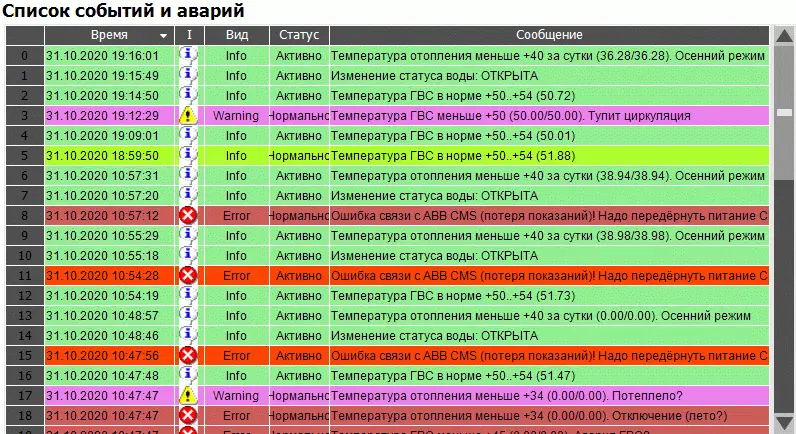 Список событий и аварий
Время I Вид Статус Сообщение
0 31.10.2020 19:16:01 Info Активно Температура отопления меньше +40 за сутки (36.28/36.28). Осенний режим
1 31.10.2020 19:15:49 Info Активно Изменение статуса воды: ОТКРЫТА
2 31.10.2020 19:14:50 Info Активно Температура ГВС в норме +50..+54 (50.72)
3 31.10.2020 19:12:29 Warning Нормально Температура ГВС меньше +50 (50.00/50.00). Тупит циркуляция
4 31.10.2020 19:09:01 Info Активно Температура ГВС в норме +50..+54 (50.01)
5 31.10.2020 18:59:50 Info Нормально Температура ГВС в норме +50..+54 (51.88)
6 31.10.2020 10:57:31 Info Активно Температура отопления меньше +40 за сутки (38.94/38.94). Осенний режим
7 31.10.2020 10:57:20 Info Активно Изменение статуса воды: ОТКРЫТА
8 31.10.2020 10:57:12 Error Нормально Ошибка связи с ABB CMS (потеря показаний)! Надо передёрнуть питание С
9 31.10.2020 10:55:29 Info Активно Температура отопления меньше +40 за сутки (38.98/38.98). Осенний режим
10 31.10.2020 10:55:18 Info Активно Изменение статуса воды: ОТКРЫТА
11 31.10.2020 10:54:28 Error Активно Ошибка связи с ABB CMS (потеря показаний)! Надо передёрнуть питание С
12 31.10.2020 10:54:19 Info Активно Температура ГВС в норме +50..+54 (51.73)
13 31.10.2020 10:48:57 Info Активно Температура отопления меньше +40 за сутки (0.00/0.00). Осенний режим
14 31.10.2020 10:48:46 Info Активно Изменение статуса воды: ОТКРЫТА
15 31.10.2020 10:47:56 Error Активно Ошибка связи с ABB CMS (потеря показаний)! Надо передёрнуть питание С
16 31.10.2020 10:47:48 Info Активно Температура ГВС в норме +50..+54 (51.47)
17 31.10.2020 10:47:47 Warning Нормально Температура отопления меньше +34 (0.00/0.00). Потеплело?
18 31.10.2020 10:47:47 Error Нормально Температура отопления меньше +34 (0.00/0.00). Отключение (лето?)